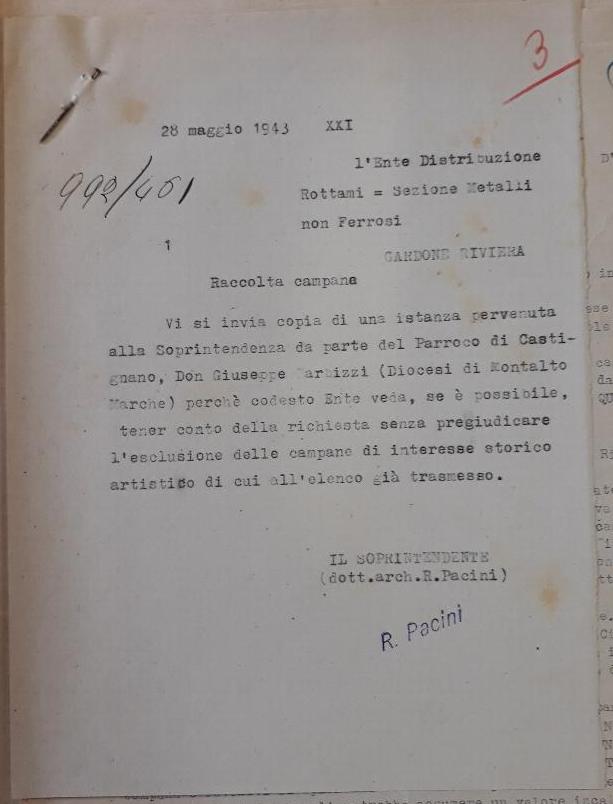 3
28 maggio 1943 XXI
992/461
l'Ente Distribuzione
Rottami = Sezione Metalli
non Ferrosi
1
GARDONE RIVIERA
Raccolta campane
Vi si invia copia di una istanza pervenuta
alla Soprintendenza da parte del Parroco di Casti-
gnano, Don Giuseppe (Diocesi di Montalto
Marche) perchè codesto Ente veda, se è possibile,
tener conto della richiesta senza pregiudicare
l'esclusione delle campane di interesse storico
artistico di cui all'elenco già trasmesso.
IL SOPRINTENDENTE
(dott.arch.R.Pacini)
R. Pacini